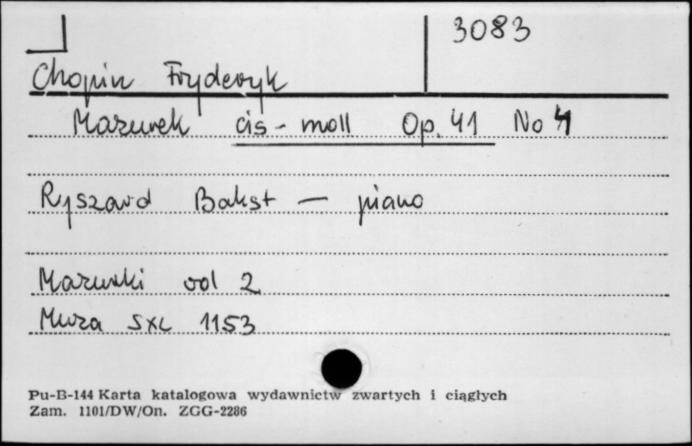 3083
Chopin Fryderyk
Mazurek cis-moll Op. 41 No 4
Ryszard Bakst — piano
Mazurki vol 2
Muza SXL 1153
Pu-B-144 Karta katalogowa wydawnictw zwartych i ciągłych
Zam. 1101/DW/On. ZGG-2286